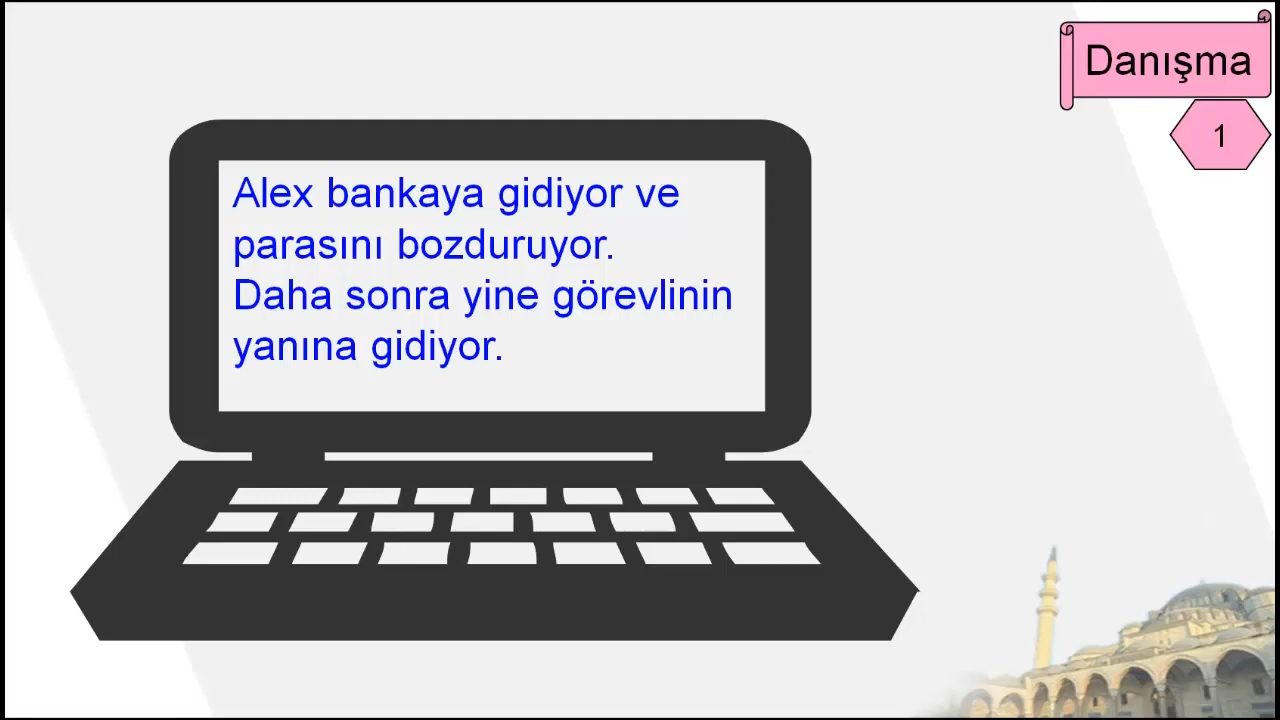 Danışma
1
Alex bankaya gidiyor ve
parasını bozduruyor.
Daha sonra yine görevlinin
yanına gidiyor.